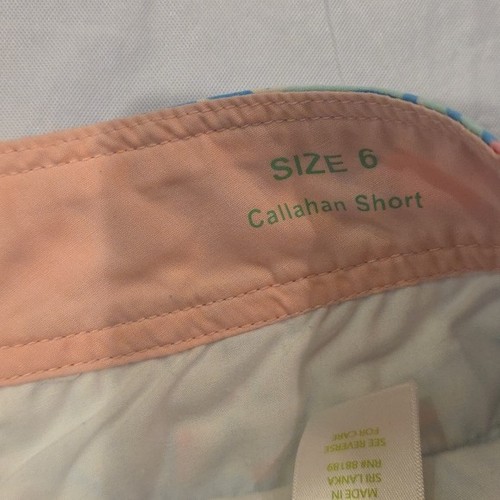 SIZE 6
Callahan Short
MADE IN
SRI LANKA
RN# 88189
SEE REVERSE
FOR CARE